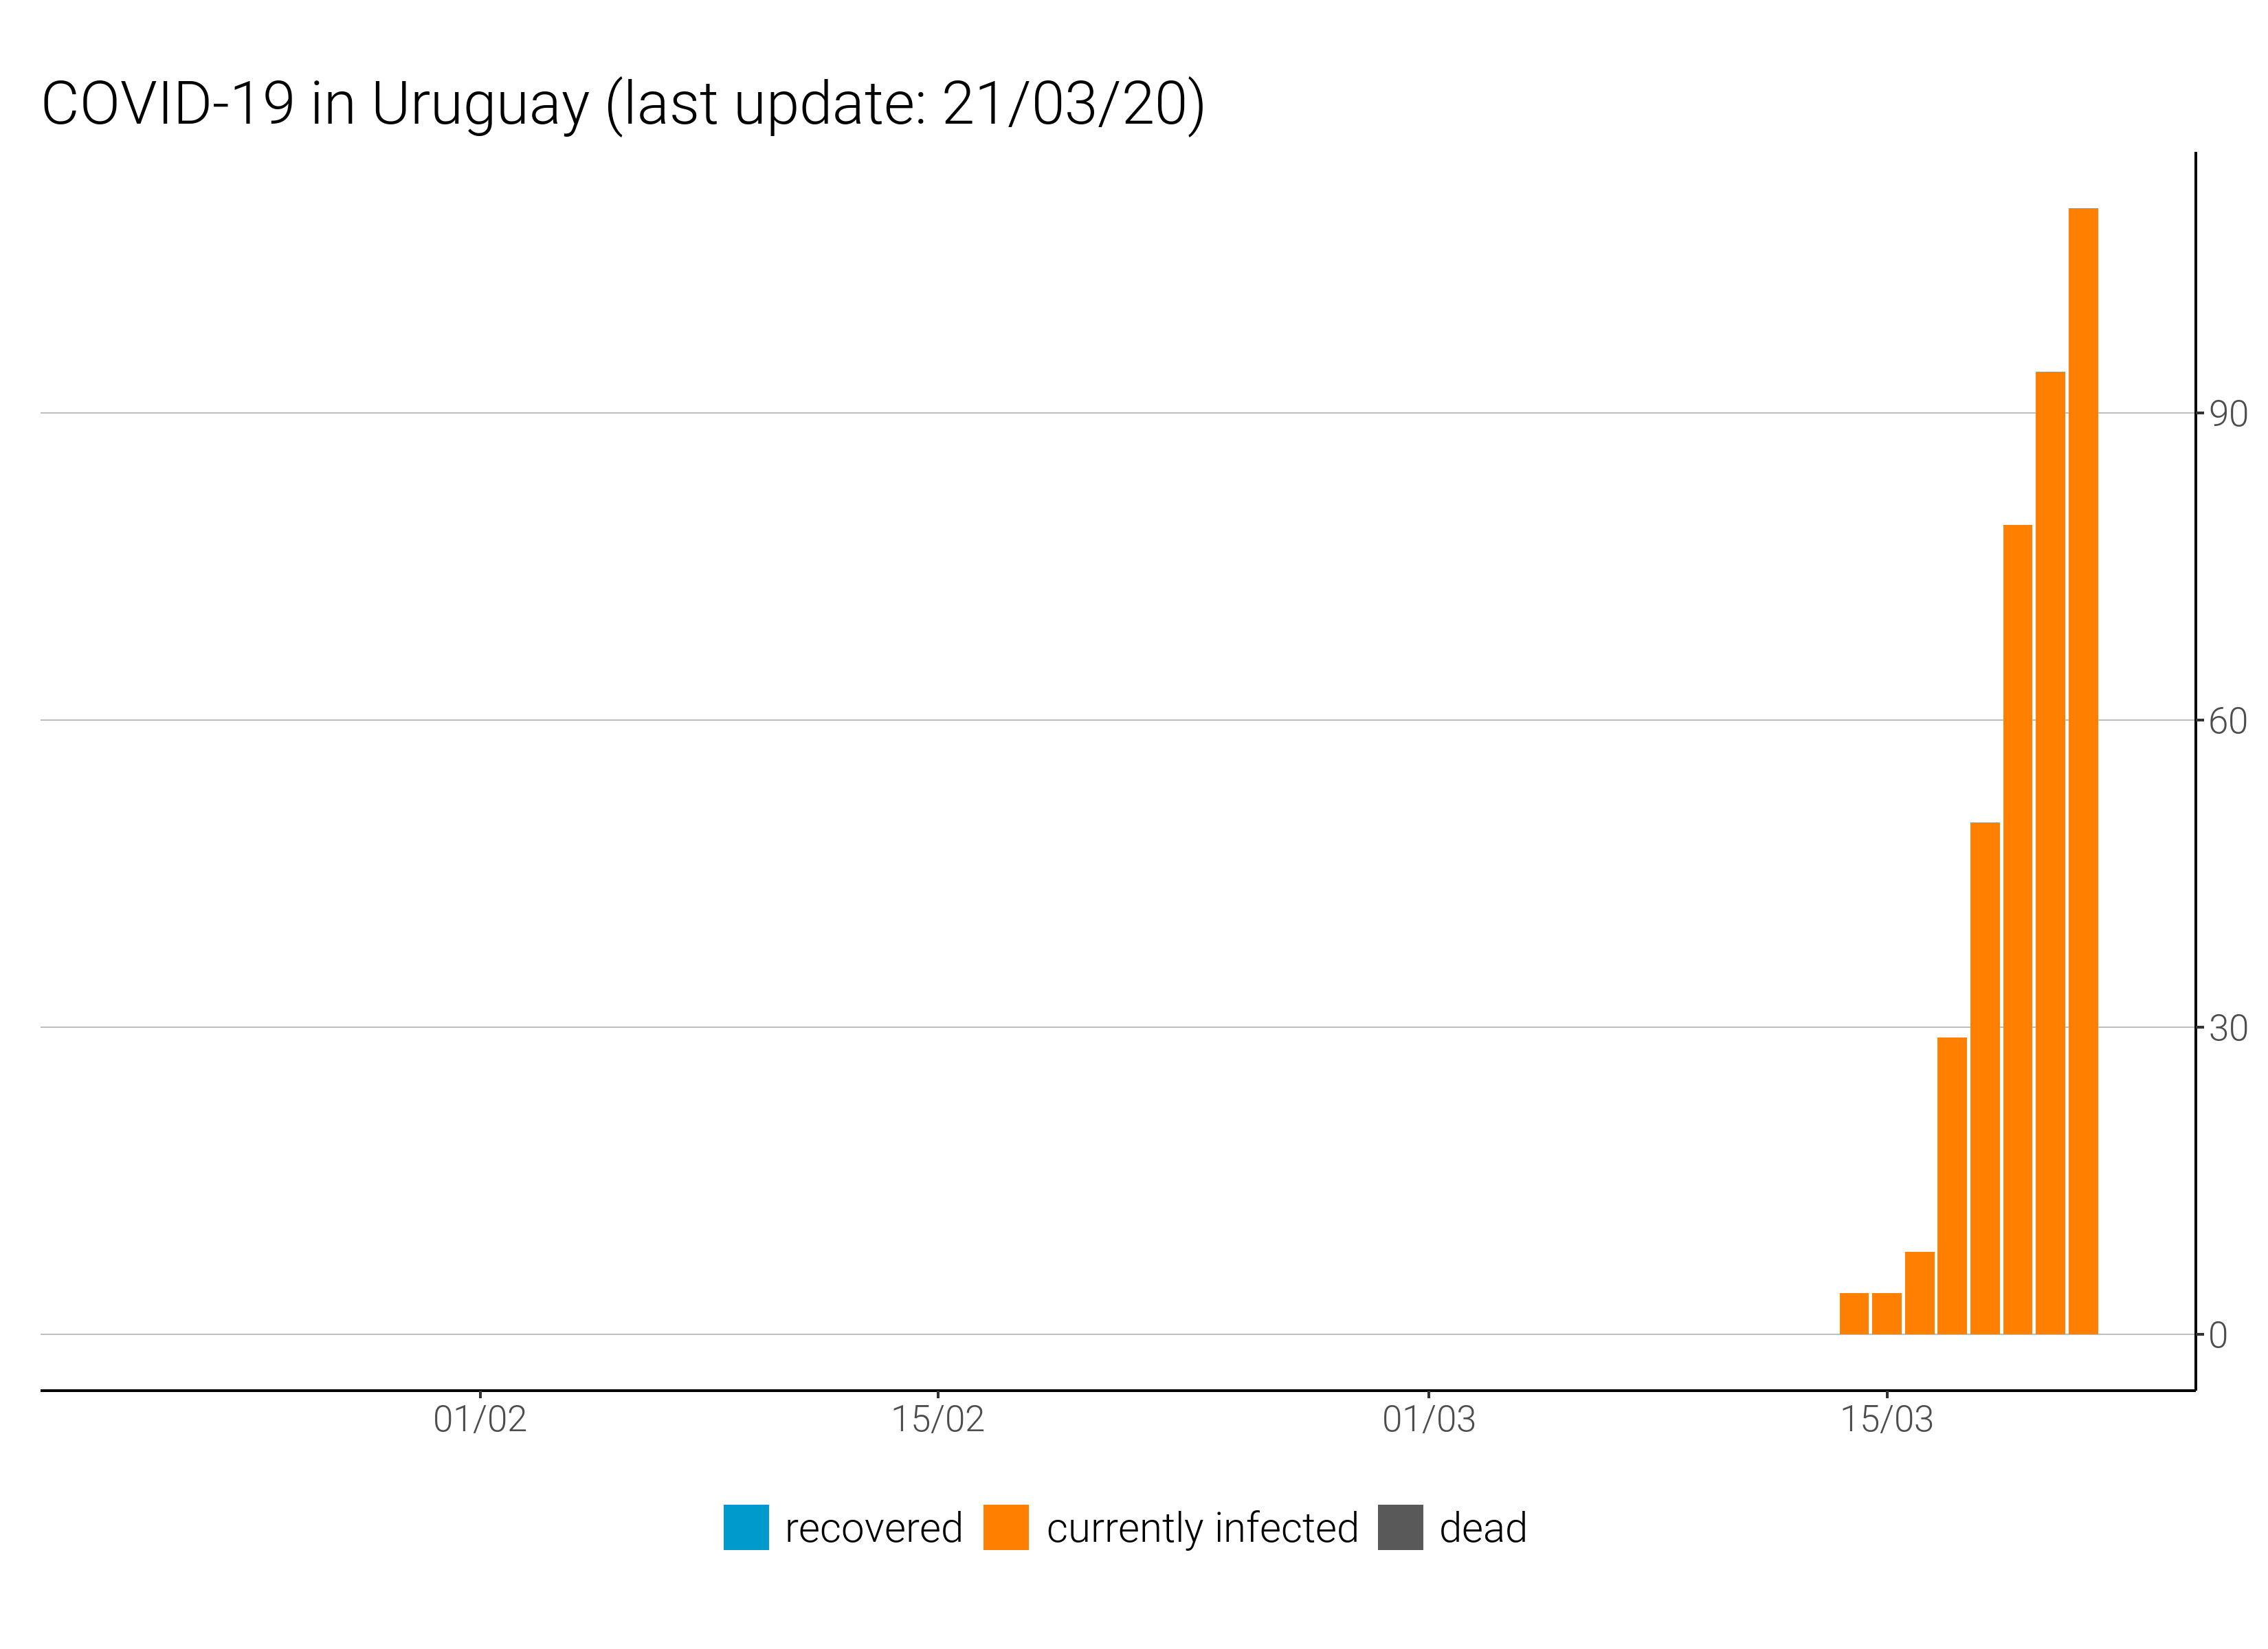 COVID-19 in Uruguay (last update: 21/03/20)
90
60
30
0
01/02 15/02 01/03 15/03
recovered currently infected dead